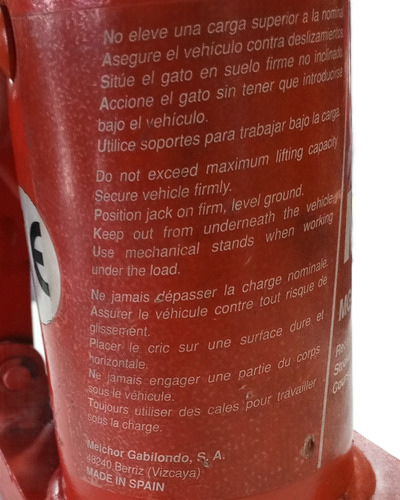 No eleve una carga superior a la nominal
Asegure el vehículo contra deslizamientos
Sitúe el gato en suelo firme no inclinado.
Accione el gato sin tener que introducirse
bajo el vehículo.
Utilice soportes para trabajar bajo la carga.
Do not exceed maximum lifting capacity
Secure vehicle firmly.
Position jack on firm, level ground.
Keep out from underneath the vehicle
Use mechanical stands when working
under the load.
Ne jamais dépasser la charge nominale.
Assurer le véhicule contre tout risque de
glissement.
Placer le cric sur une surface dure et
horizontale.
Ne jamais engager une partie du corps
sous le véhicule.
Toujours utiliser des cales pour travailler
sous la charge.
Melchor Gabilondo, S. A.
48240 Berriz (Vizcaya)
MADE IN SPAIN